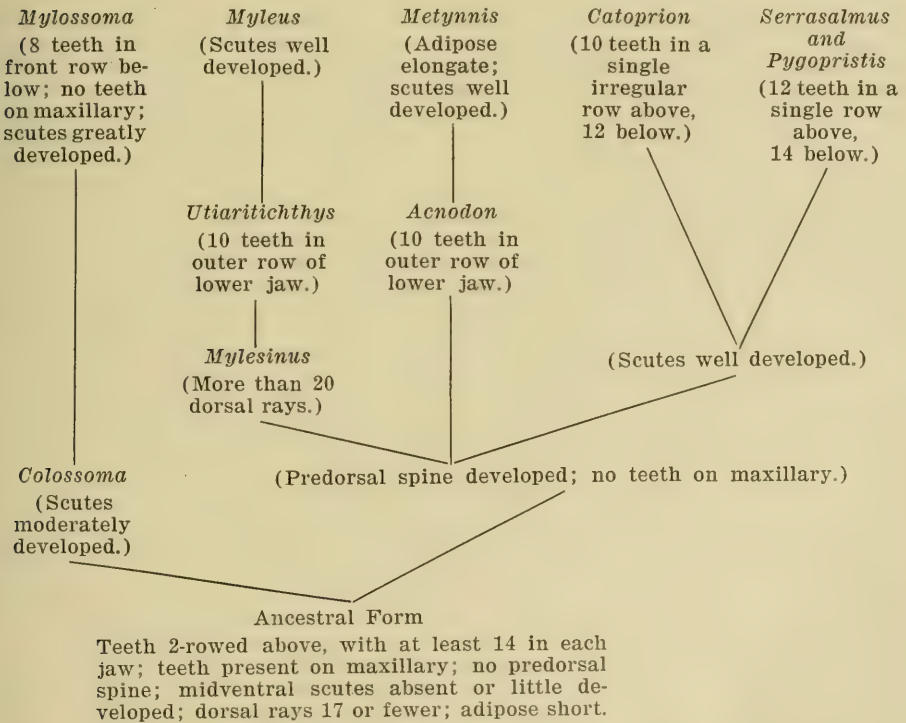 Mylossoma
(8 teeth in
front row be-
low; no teeth
on maxillary;
scutes greatly
developed.)
Myleus
(Scutes well
developed.)
Metynnis
(Adipose
elongate;
scutes well
developed.)
Catoprion
(10 teeth in a
single
irregular
row above,
12 below.)
Serrasalmus
and
Pygopristis
(12 teeth in a
single row
above,
14 below.)
Utiaritichthys
(10 teeth in
outer row of
lower jaw.)
Acnodon
(10 teeth in
outer row of
lower jaw.)
Mylesinus
(More than 20
dorsal rays.)
(Scutes well developed.)
Colossoma
(Scutes
moderately
developed.)
(Predorsal spine developed; no teeth on maxillary.)
Ancestral Form
Teeth 2-rowed above, with at least 14 in each
jaw; teeth present on maxillary; no predorsal
spine; midventral scutes absent or little de-
veloped; dorsal rays 17 or fewer; adipose short.